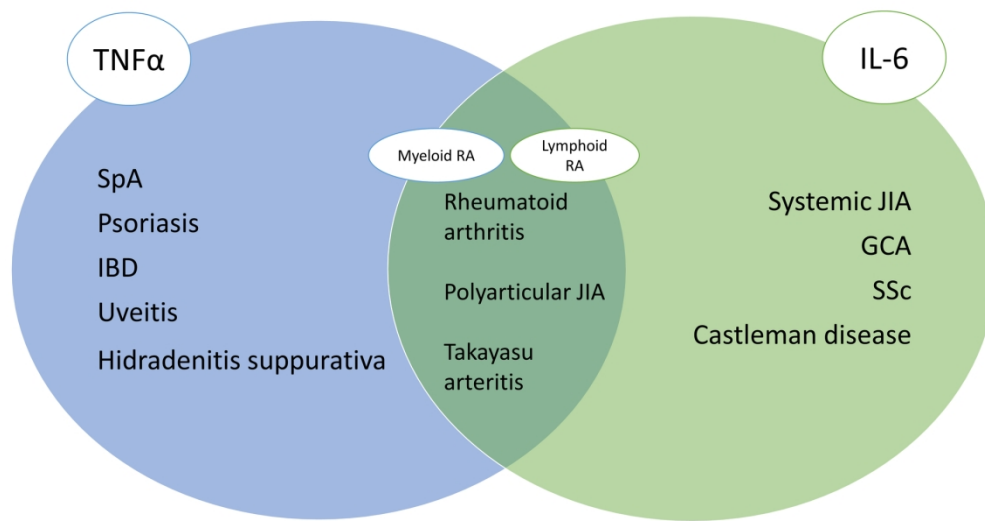 TNFα
IL-6
Myeloid RA
Lymphoid
RA
SpA
Psoriasis
IBD
Uveitis
Hidradenitis suppurativa
Rheumatoid
arthritis
Polyarticular JIA
Takayasu
arteritis
Systemic JIA
GCA
SSc
Castleman disease